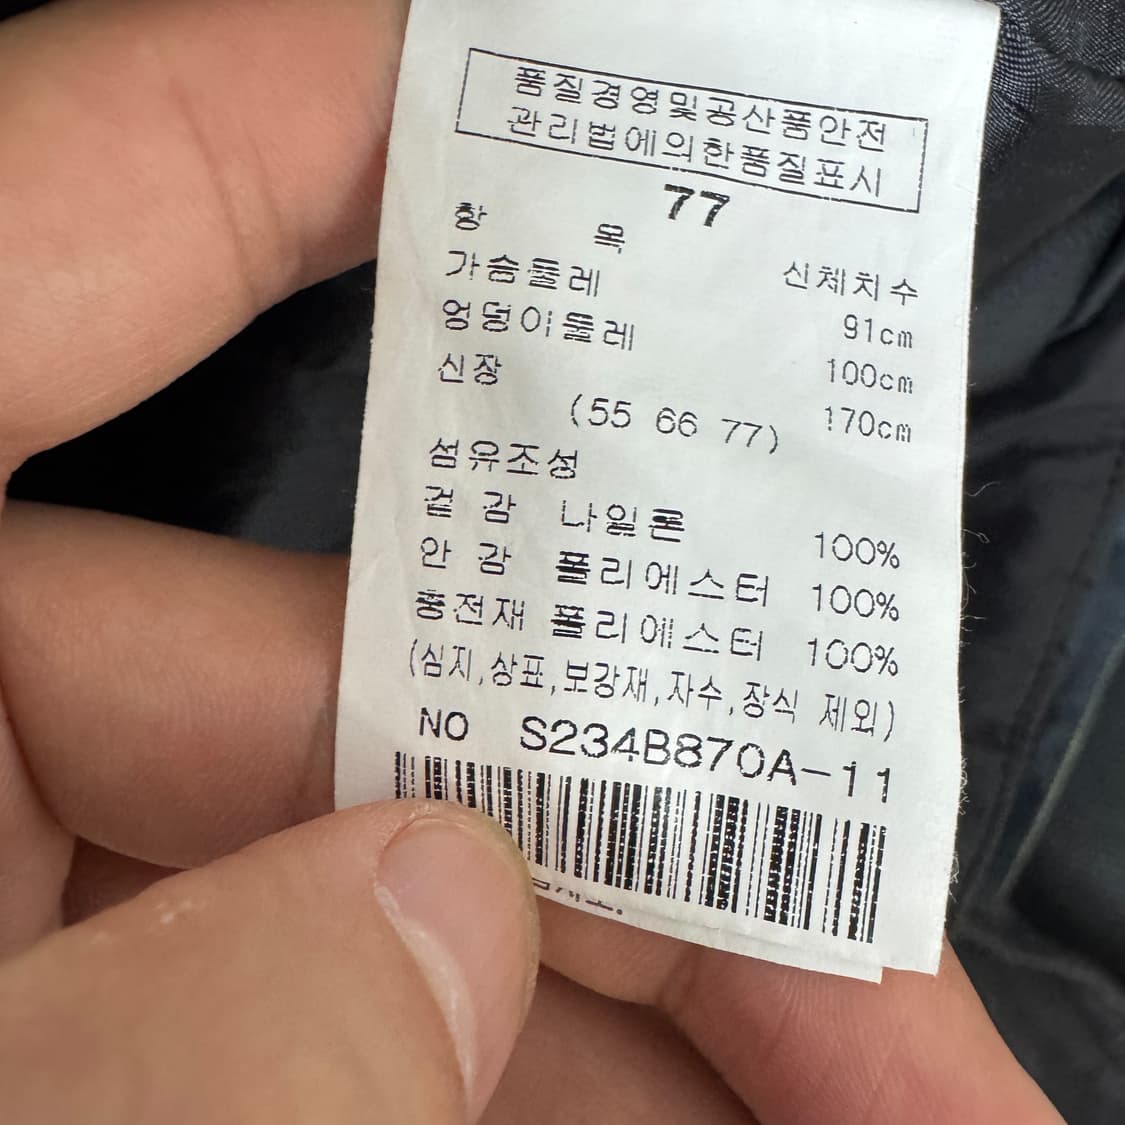 품질경영및공산품안전
관리법에의한품질표시
77
항 목 신체치수
가슴둘레 91cm
엉덩이둘레 100cm
신장 170cm
(55 66 77)
섬유조성
겉 감 나일론 100%
안 감 폴리에스터 100%
충전재 폴리에스터 100%
(심지,상표,보강재,자수,장식 제외)
NO S234B870A-11